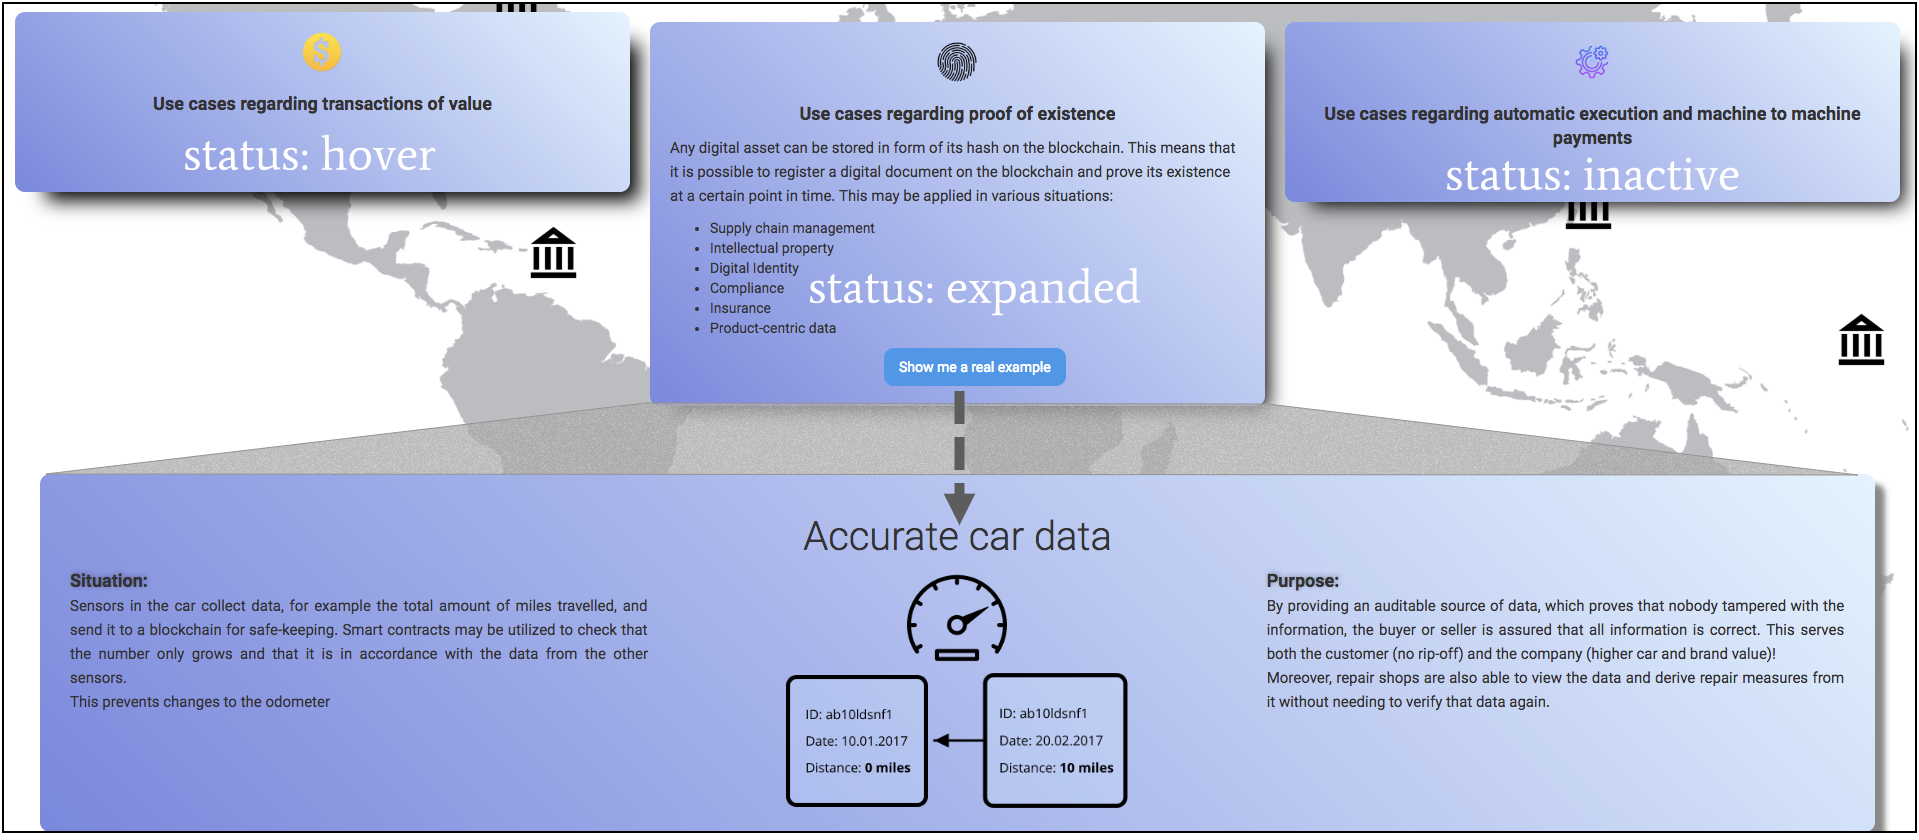 Use cases regarding transactions of value
status: hover
Use cases regarding proof of existence
Any digital asset can be stored in form of its hash on the blockchain. This means that
it is possible to register a digital document on the blockchain and prove its existence
at a certain point in time. This may be applied in various situations:
• Supply chain management
• Intellectual property
• Digital Identity
• Compliance
• Insurance
• Product-centric data
status: expanded
Show me a real example
Use cases regarding automatic execution and machine to machine
payments
status: inactive
Accurate car data
Situation:
Sensors in the car collect data, for example the total amount of miles travelled, and
send it to a blockchain for safe-keeping. Smart contracts may be utilized to check that
the number only grows and that it is in accordance with the data from the other
sensors.
This prevents changes to the odometer
ID: ab10ldsnf1
Date: 10.01.2017
Distance: 0 miles
ID: ab10ldsnf1
Date: 20.02.2017
Distance: 10 miles
Purpose:
By providing an auditable source of data, which proves that nobody tampered with the
information, the buyer or seller is assured that all information is correct. This serves
both the customer (no rip-off) and the company (higher car and brand value)!
Moreover, repair shops are also able to view the data and derive repair measures from
it without needing to verify that data again.